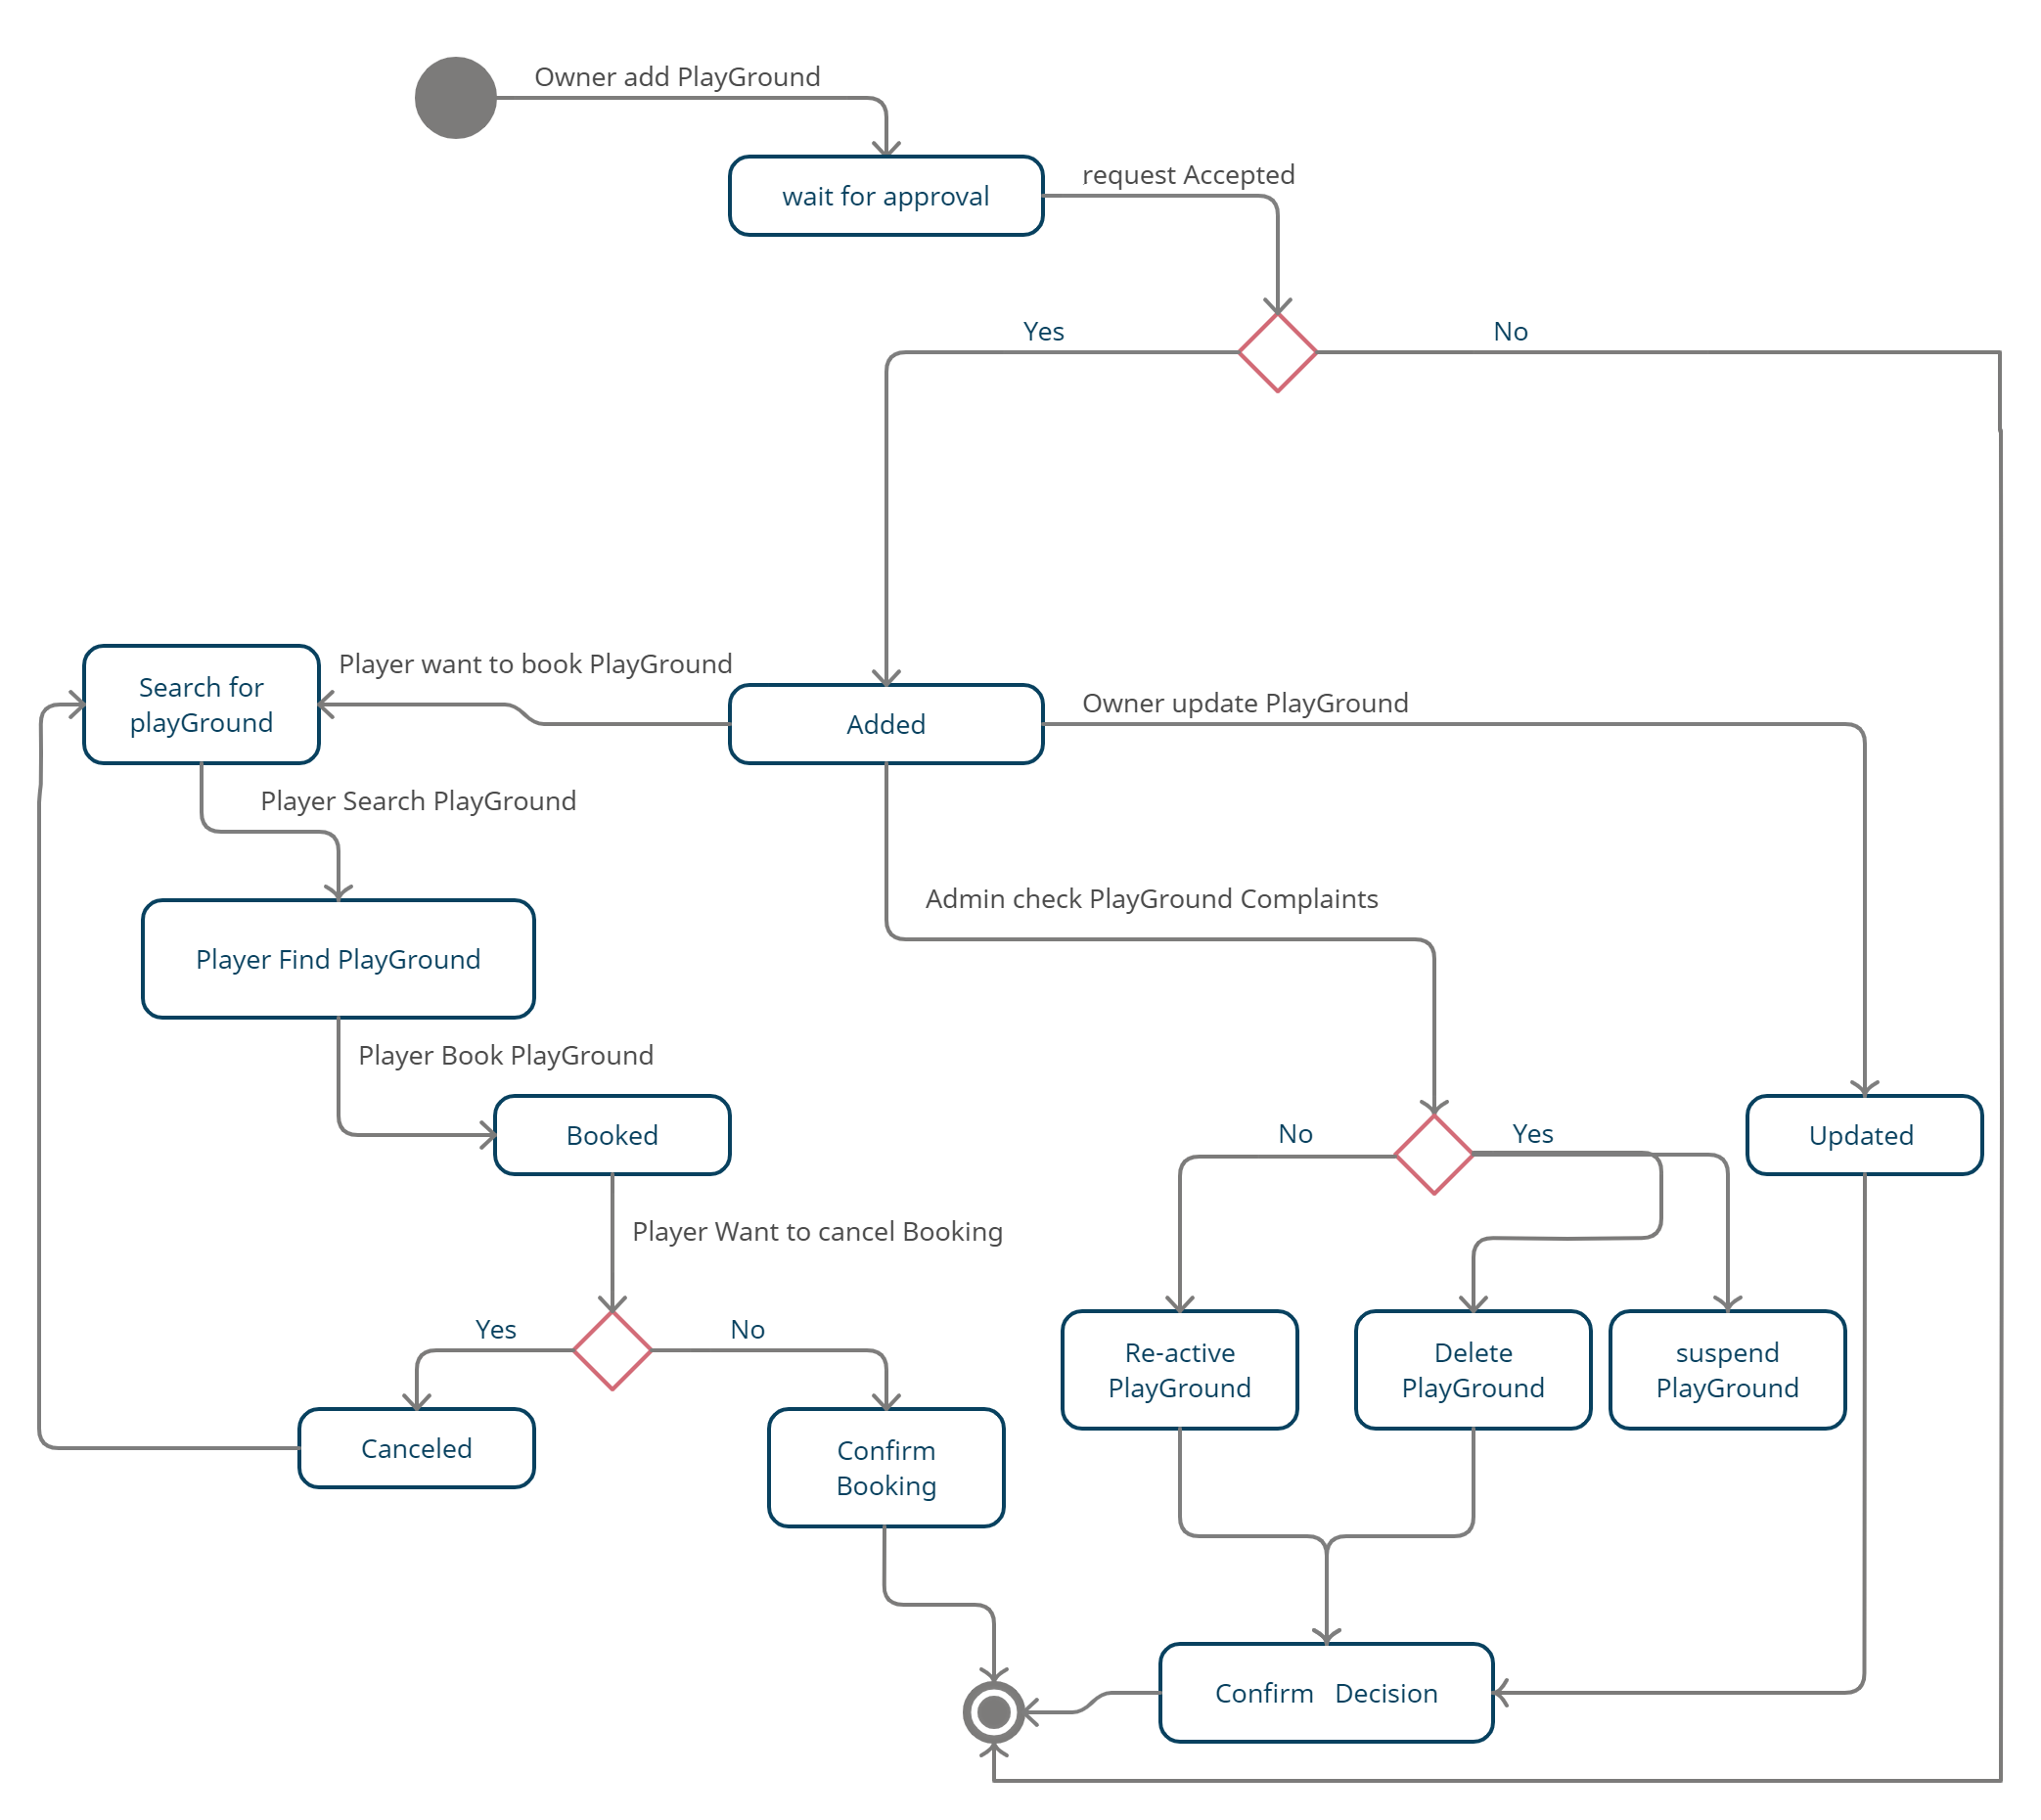 Owner add PlayGround
wait for approval
request Accepted
Yes
No
Search for
playGround
Player want to book PlayGround
Added
Owner update PlayGround
Player Search PlayGround
Admin check PlayGround Complaints
Player Find PlayGround
Player Book PlayGround
Booked
No
Yes
Updated
Player Want to cancel Booking
Yes
No
Re-active
PlayGround
Delete
PlayGround
suspend
PlayGround
Canceled
Confirm
Booking
Confirm   Decision